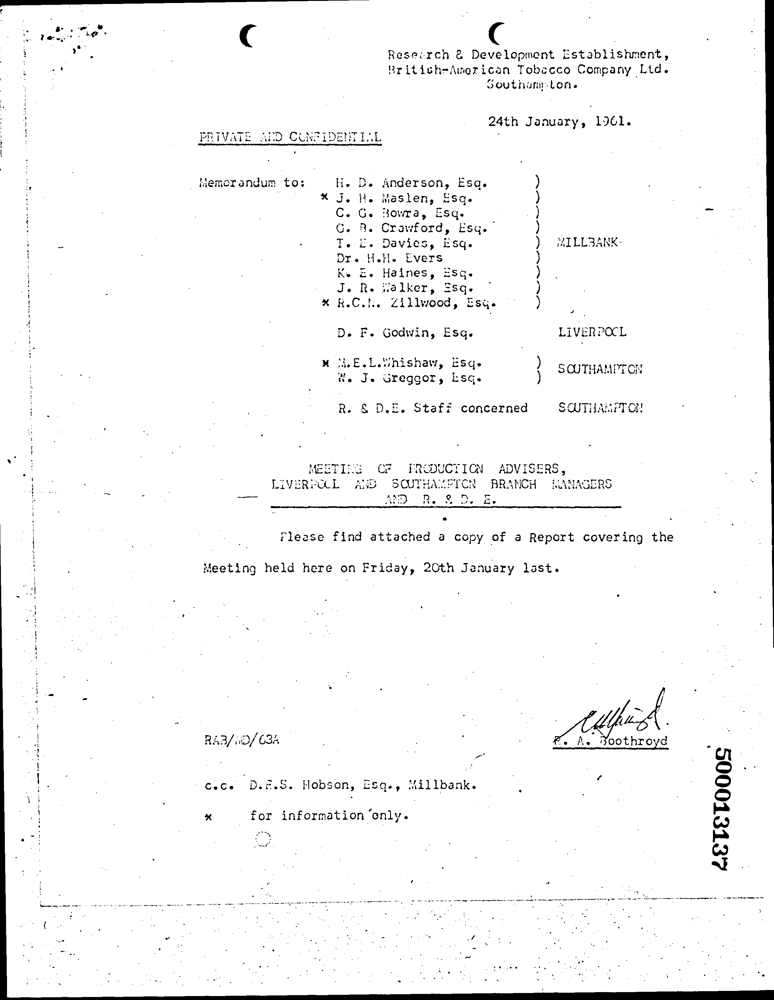 Research & Development Establishment,
British-American Tobacco Company Ltd.
Southampton.
24th January, 1961.
PRIVATE AND CONFIDENTIAL
Memorandum to: H. D. Anderson, Esq. )
* J. H. Maslen, Esq. )
C. G. Bowra, Esq. )
G. R. Crawford, Esq. )
T. E. Davies, Esq. ) MILLBANK
Dr. H.H. Evers )
K. E. Haines, Esq. )
J. R. Walker, Esq. )
* R.C.M. Zillwood, Esq. )
D. F. Godwin, Esq. LIVERPOOL
* M.E.L.Whishaw, Esq. ) SOUTHAMPTON
W. J. Greggor, Esq. )
R. & D.E. Staff concerned SOUTHAMPTON
MEETING OF PRODUCTION ADVISERS,
LIVERPOOL AND SOUTHAMPTON BRANCH MANAGERS
AND R. & D. E.
Please find attached a copy of a Report covering the
Meeting held here on Friday, 20th January last.
RAB/ /63A
R. A. Boothroyd
c.c. D.F.S. Hobson, Esq., Millbank.
* for information only.
500013137